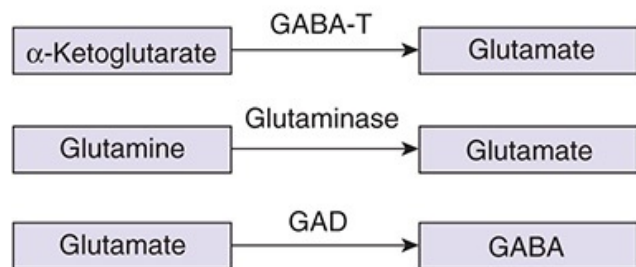 GABA-T
α-Ketoglutarate Glutamate
Glutaminase
Glutamine Glutamate
GAD
Glutamate GABA